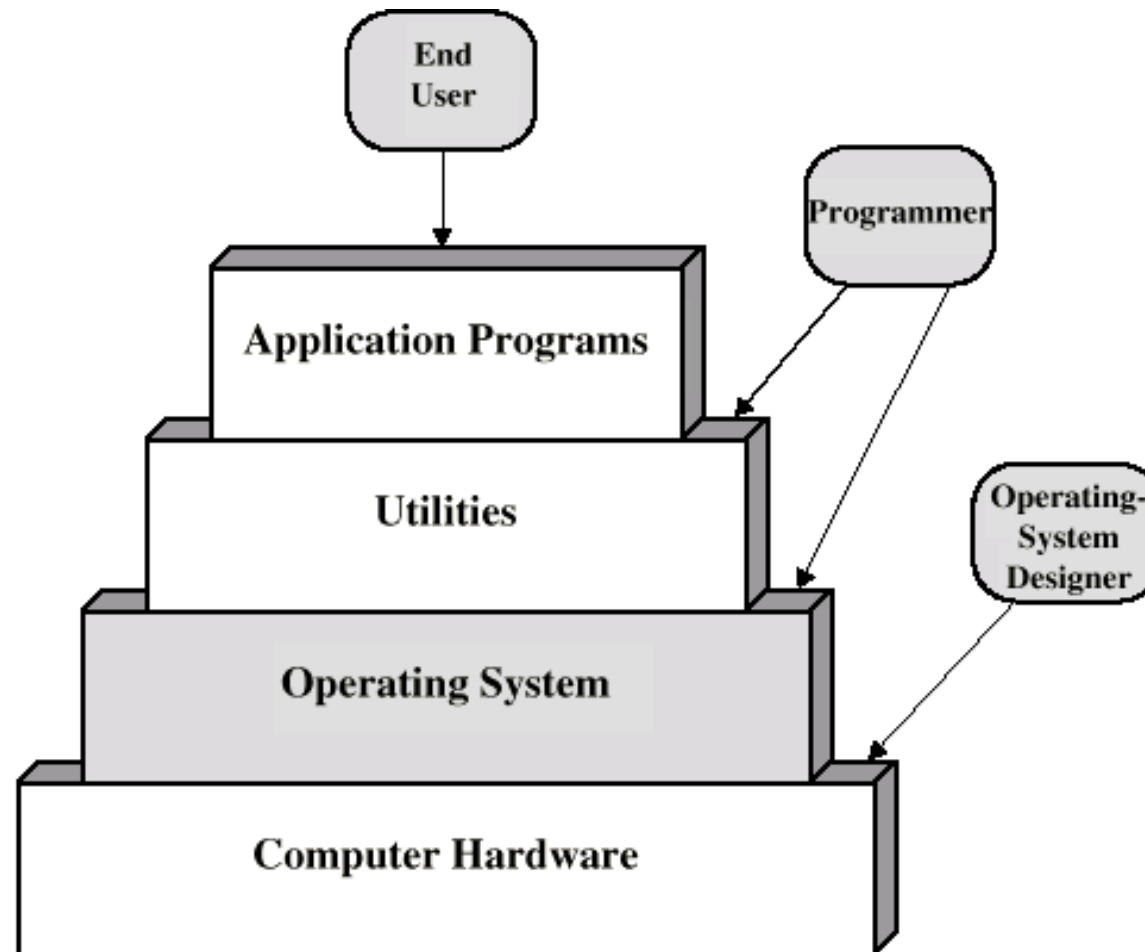 End
User
Programmer
Application Programs
Utilities
Operating-
System
Designer
Operating System
Computer Hardware